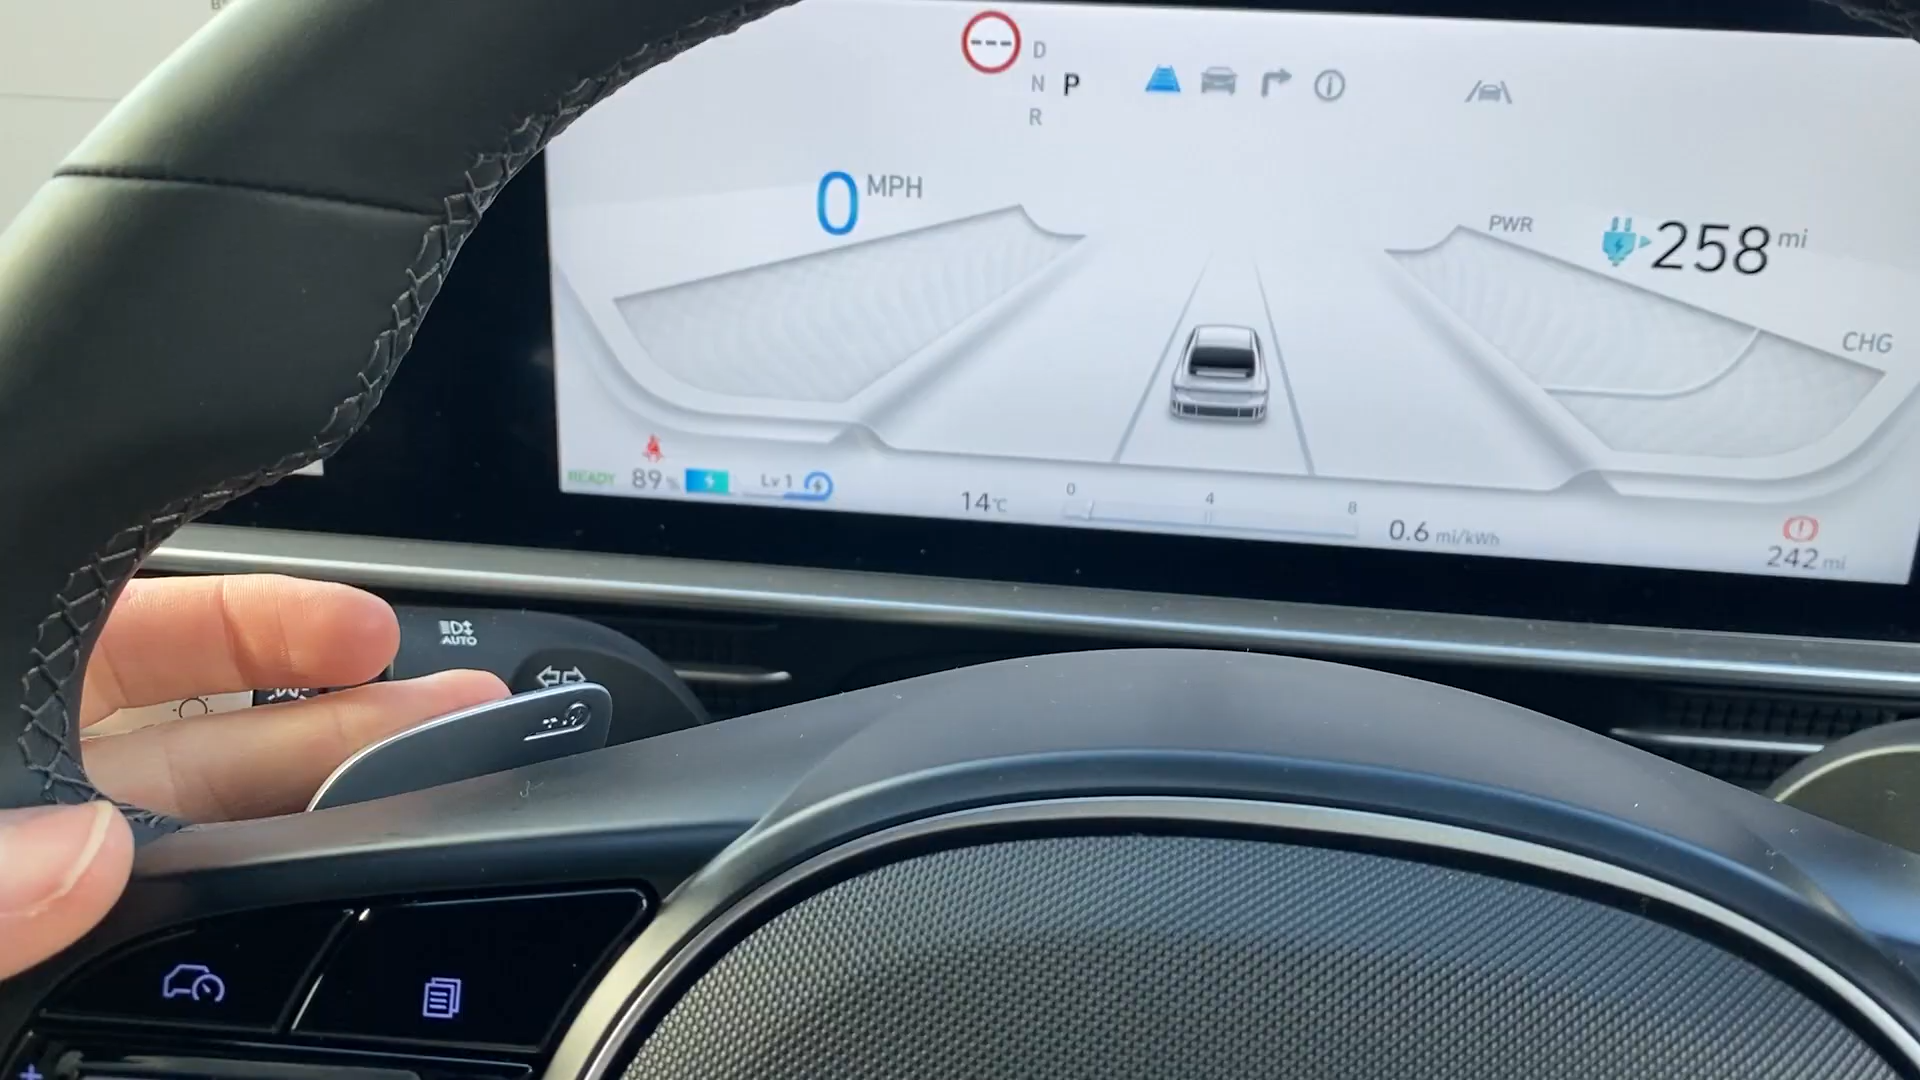 ---
D
N P
R
0 MPH
PWR
258 mi
CHG
READY 89 % Lv 1
14°C
0 4 8
0.6 mi/kWh
242 mi
AUTO